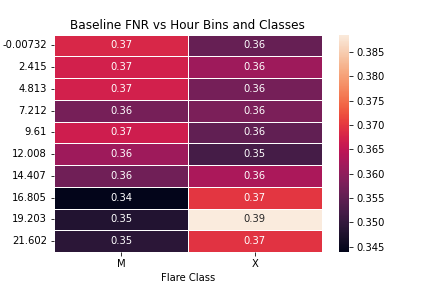 Baseline FNR vs Hour Bins and Classes
-0.00732 0.37 0.36
2.415 0.37 0.36
4.813 0.37 0.36
7.212 0.36 0.36
9.61 0.37 0.36
12.008 0.36 0.35
14.407 0.36 0.36
16.805 0.34 0.37
19.203 0.35 0.39
21.602 0.35 0.37
M X
Flare Class
0.385
0.380
0.375
0.370
0.365
0.360
0.355
0.350
0.345